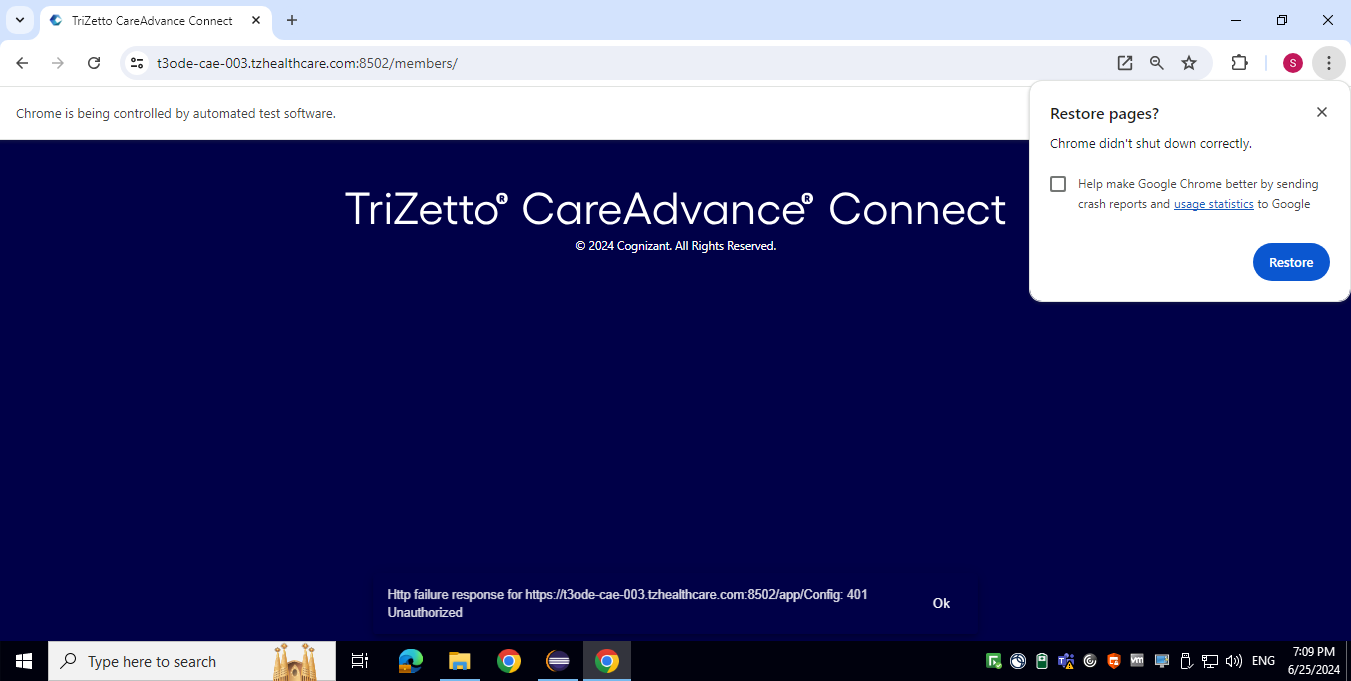 TriZetto CareAdvance Connect
t3ode-cae-003.tzhealthcare.com:8502/members/
S
Chrome is being controlled by automated test software.
Restore pages?
Chrome didn't shut down correctly.
Help make Google Chrome better by sending
crash reports and usage statistics to Google
Restore
TriZetto® CareAdvance® Connect
© 2024 Cognizant. All Rights Reserved.
Http failure response for https://t3ode-cae-003.tzhealthcare.com:8502/app/Config: 401
Unauthorized
Ok
Type here to search
vm
ENG
7:09 PM
6/25/2024